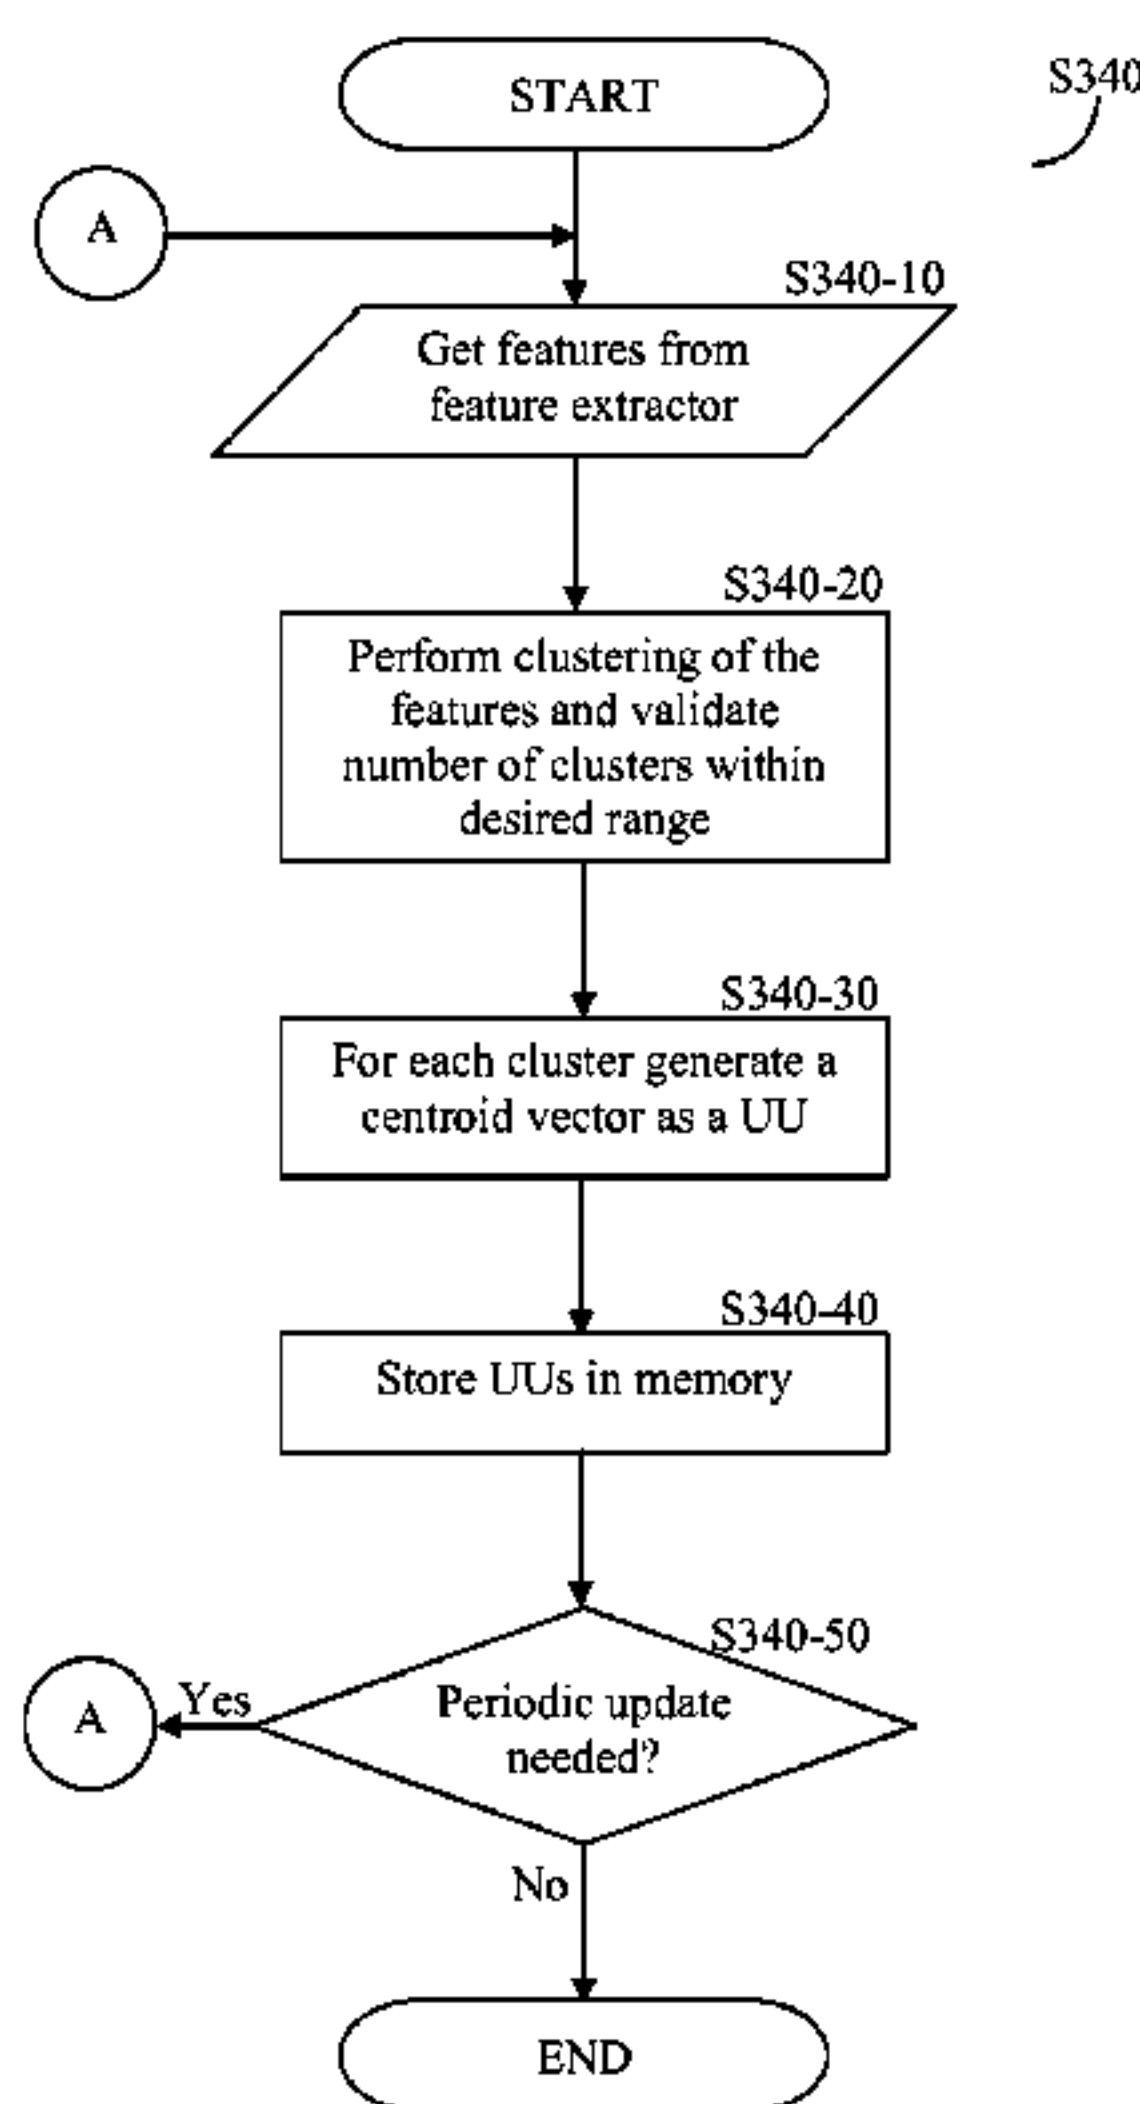 START
S340
A
S340-10
Get features from
feature extractor
S340-20
Perform clustering of the
features and validate
number of clusters within
desired range
S340-30
For each cluster generate a
centroid vector as a UU
S340-40
Store UUs in memory
S340-50
Periodic update
needed?
Yes
A
No
END